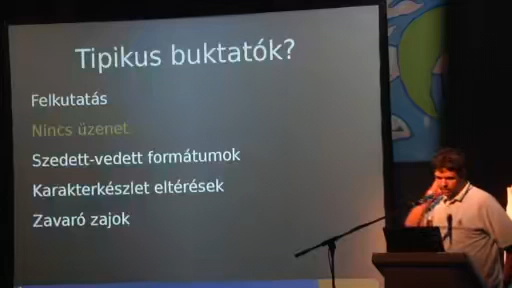 Tipikus buktatók?
Felkutatás
Nincs üzenet
Szedett-vedett formátumok
Karakterkészlet eltérések
Zavaró zajok